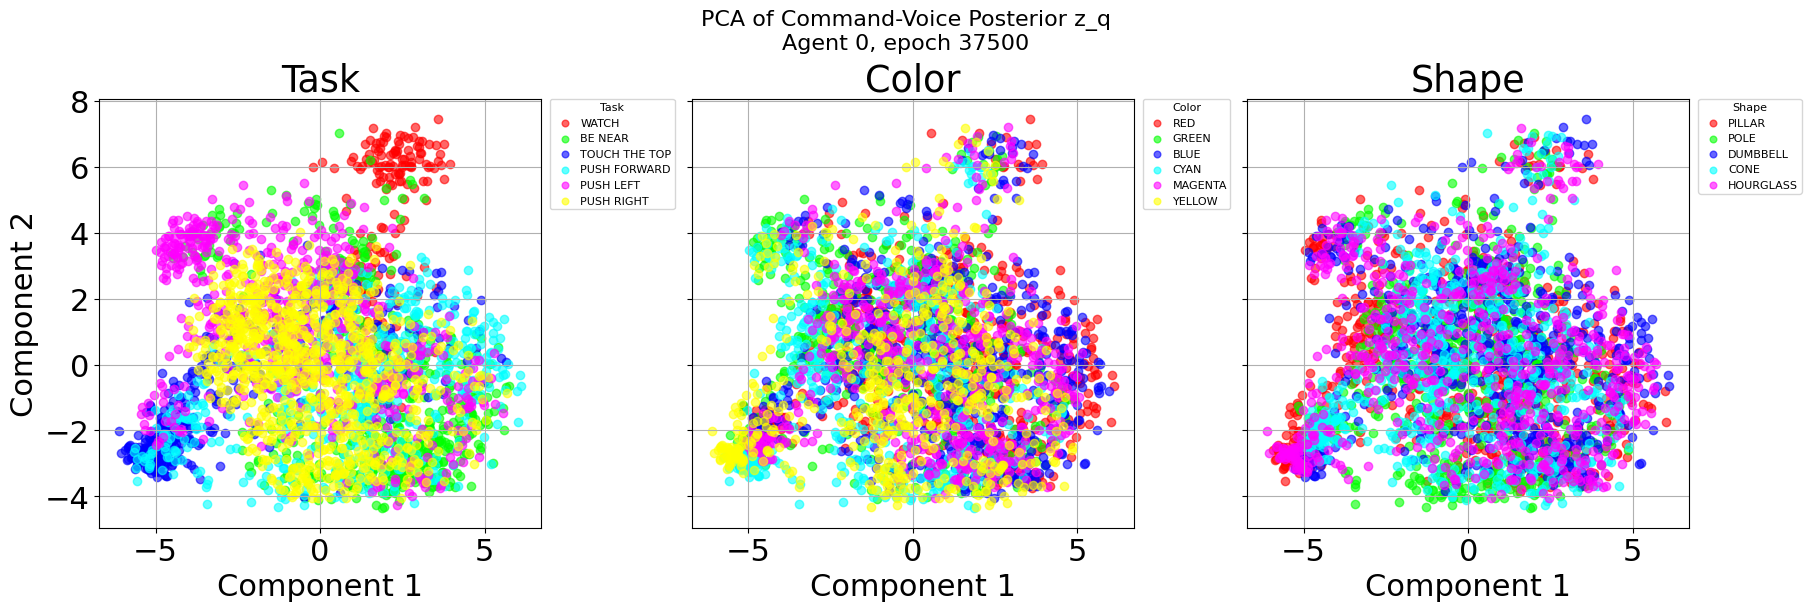 PCA of Command-Voice Posterior z_q
Agent 0, epoch 37500
Task
Color
Shape
8
6
4
2
0
−2
−4
Component 2
−5
0
5
Component 1
Task
WATCH
BE NEAR
TOUCH THE TOP
PUSH FORWARD
PUSH LEFT
PUSH RIGHT
−5
0
5
Component 1
Color
RED
GREEN
BLUE
CYAN
MAGENTA
YELLOW
−5
0
5
Component 1
Shape
PILLAR
POLE
DUMBBELL
CONE
HOURGLASS